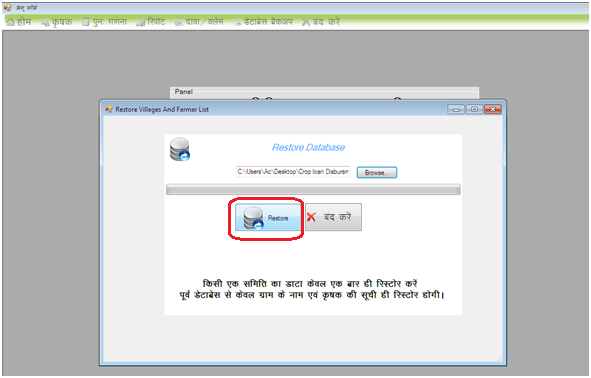 मेन्यू फॉर्म
होम कृषक पुन: गणना रिपोट दावा/क्लेम डेटाबेस बैकअप बंद करें
Panel
Restore Villages And Farmer List
Restore Database
C:\Users\Ac\Desktop\Crop loan Disbursm Browse..
Restore बंद करें
किसी एक समिति का डाटा केवल एक बार ही रिस्टोर करें
पूर्व डेटाबेस से केवल ग्राम के नाम एवं कृषक की सूची ही रिस्टोर होगी।